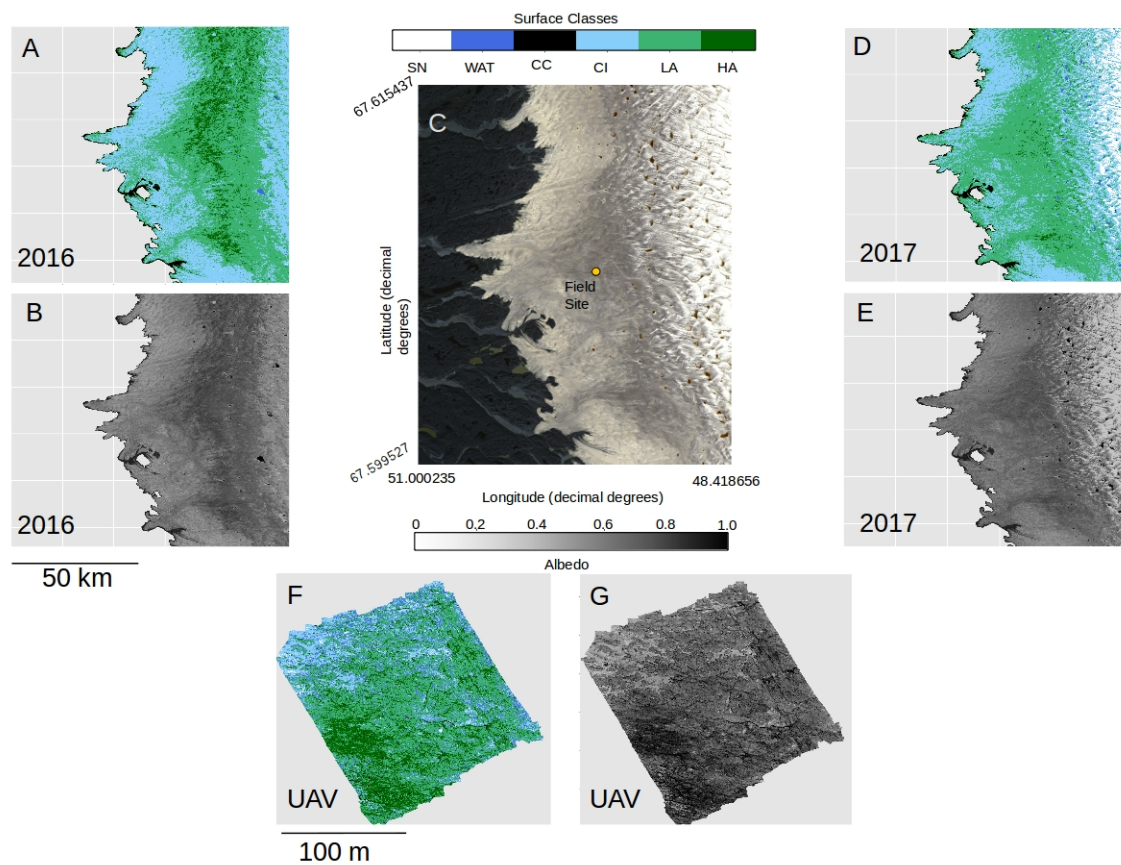 Surface Classes
A
D
SN WAT CC CI LA HA
67.615437
C
Field
Site
Latitude (decimal
degrees)
2016
2017
B
E
67.599527
51.000235 48.418656
Longitude (decimal degrees)
0 0,2 0.4 0.6 0.8 1.0
2016
2017
Albedo
50 km
F
G
UAV
UAV
100 m